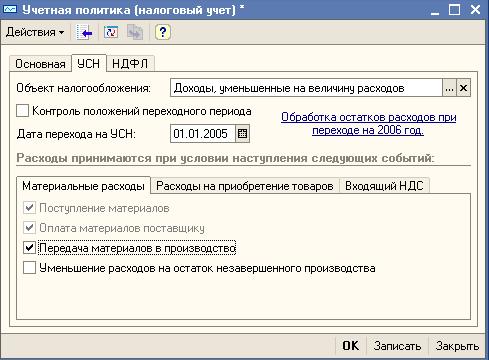 Учетная политика (налоговый учет) *
Действия
Основная УСН НДФЛ
Объект налогообложения: Доходы, уменьшенные на величину расходов ... ×
Контроль положений переходного периода
Обработка остатков расходов при
переходе на 2006 год.
Дата перехода на УСН: 01.01.2005
Расходы принимаются при условии наступления следующих событий:
Материальные расходы Расходы на приобретение товаров Входящий НДС
Поступление материалов
Оплата материалов поставщику
Передача материалов в производство
Уменьшение расходов на остаток незавершенного производства
OK Записать Закрыть